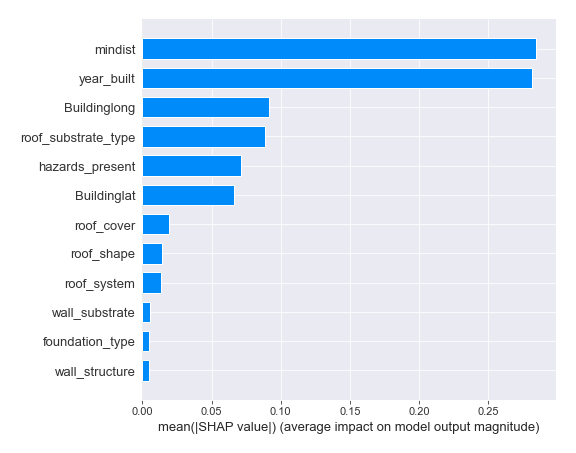 mindist
year_built
Buildinglong
roof_substrate_type
hazards_present
Buildinglat
roof_cover
roof_shape
roof_system
wall_substrate
foundation_type
wall_structure
0.00 0.05 0.10 0.15 0.20 0.25
mean(|SHAP value|) (average impact on model output magnitude)